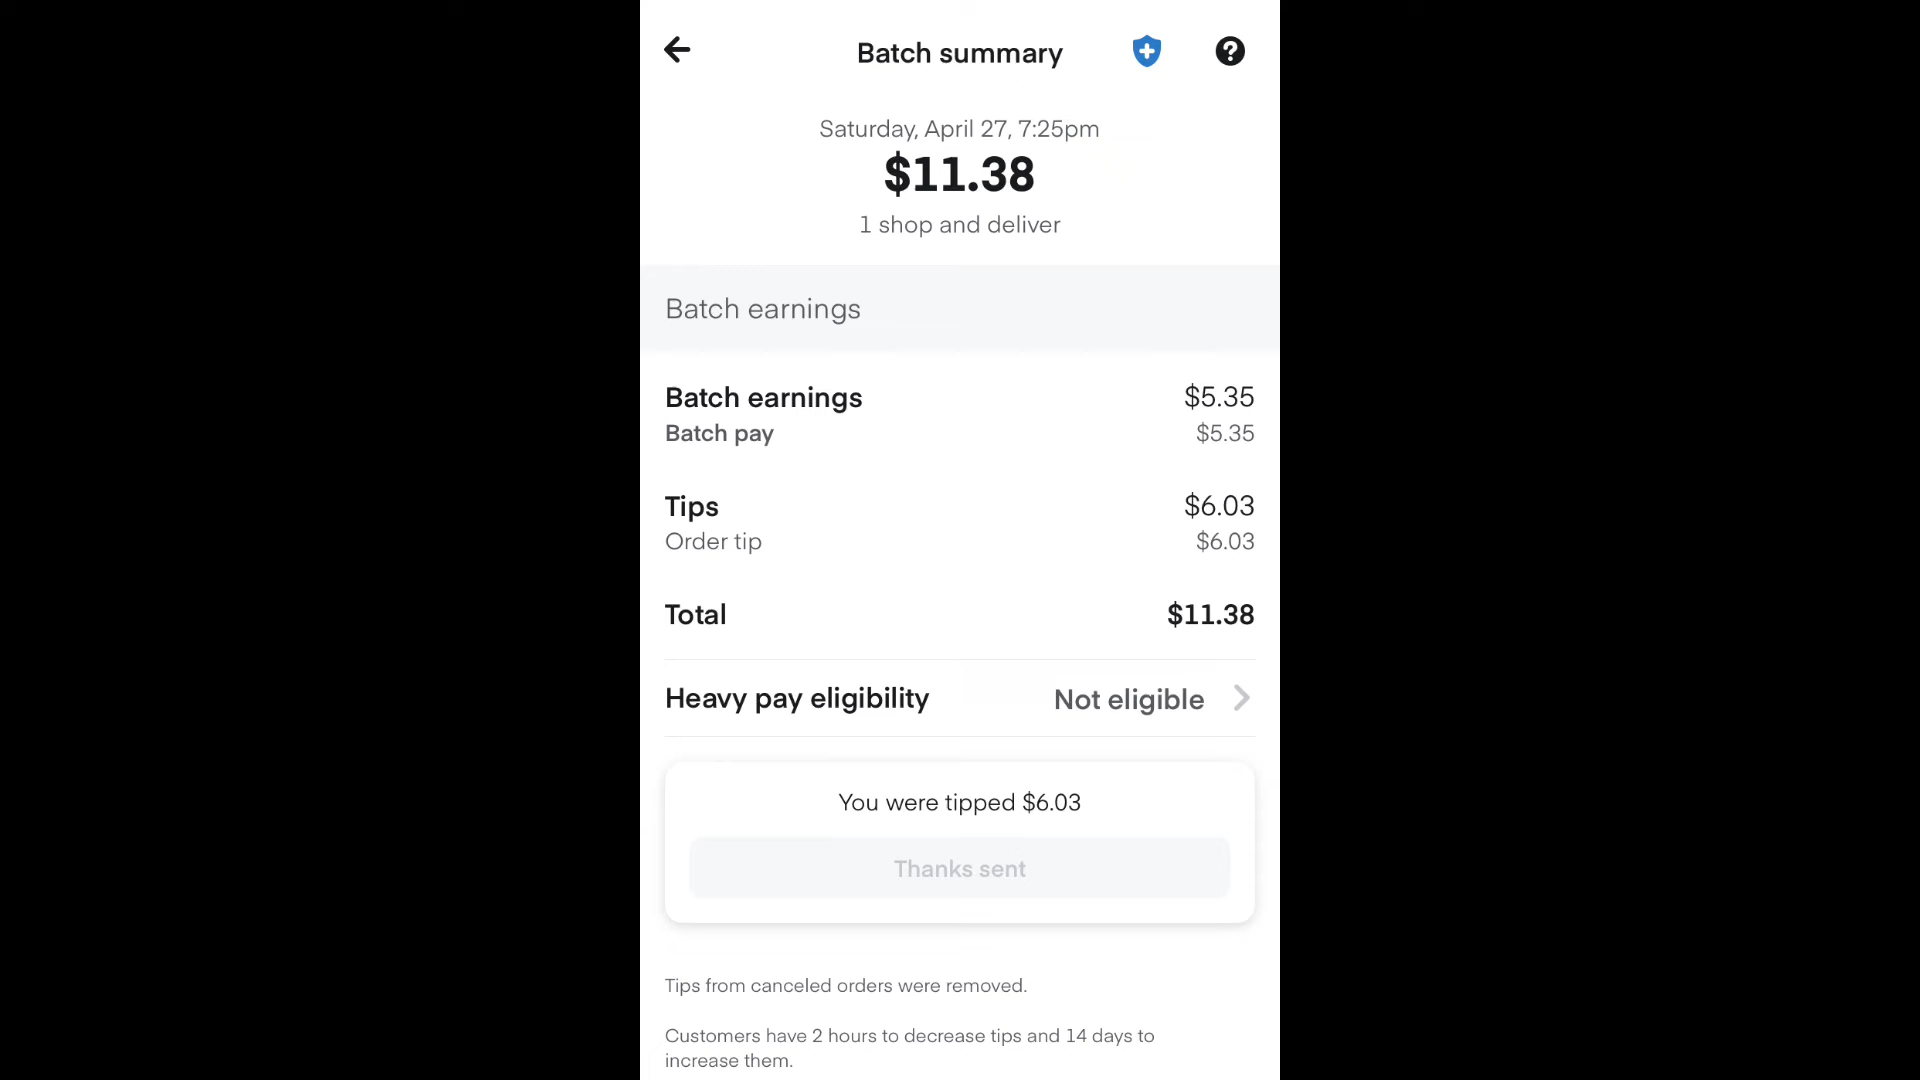 Batch summary
Saturday, April 27, 7:25pm
$11.38
1 shop and deliver
Batch earnings
Batch earnings $5.35
Batch pay $5.35
Tips $6.03
Order tip $6.03
Total $11.38
Heavy pay eligibility Not eligible
You were tipped $6.03
Thanks sent
Tips from canceled orders were removed.
Customers have 2 hours to decrease tips and 14 days to
increase them.